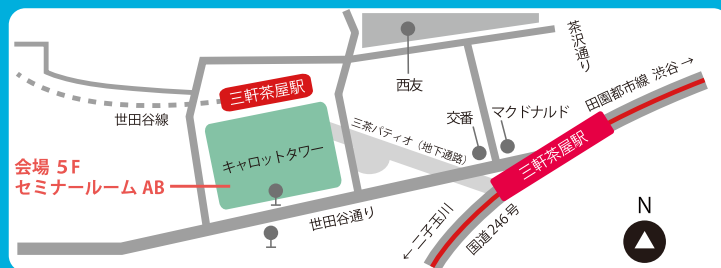 茶沢通り
西友
田園都市線 渋谷→
三軒茶屋駅
世田谷線
三茶パティオ（地下通路）
交番
マクドナルド
キャロットタワー
三軒茶屋駅
会場 5F
セミナールーム AB
世田谷通り
←二子玉川
国道246号
N